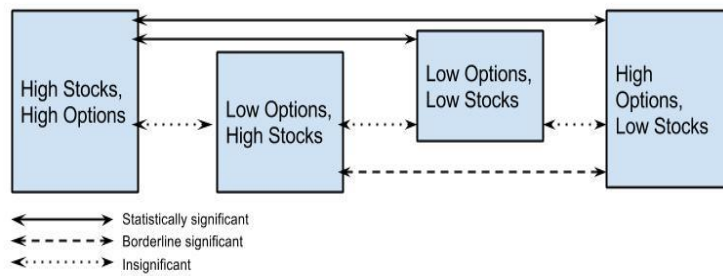 High Stocks,
High Options
Low Options,
High Stocks
Low Options,
Low Stocks
High
Options,
Low Stocks
Statistically significant
Borderline significant
Insignificant